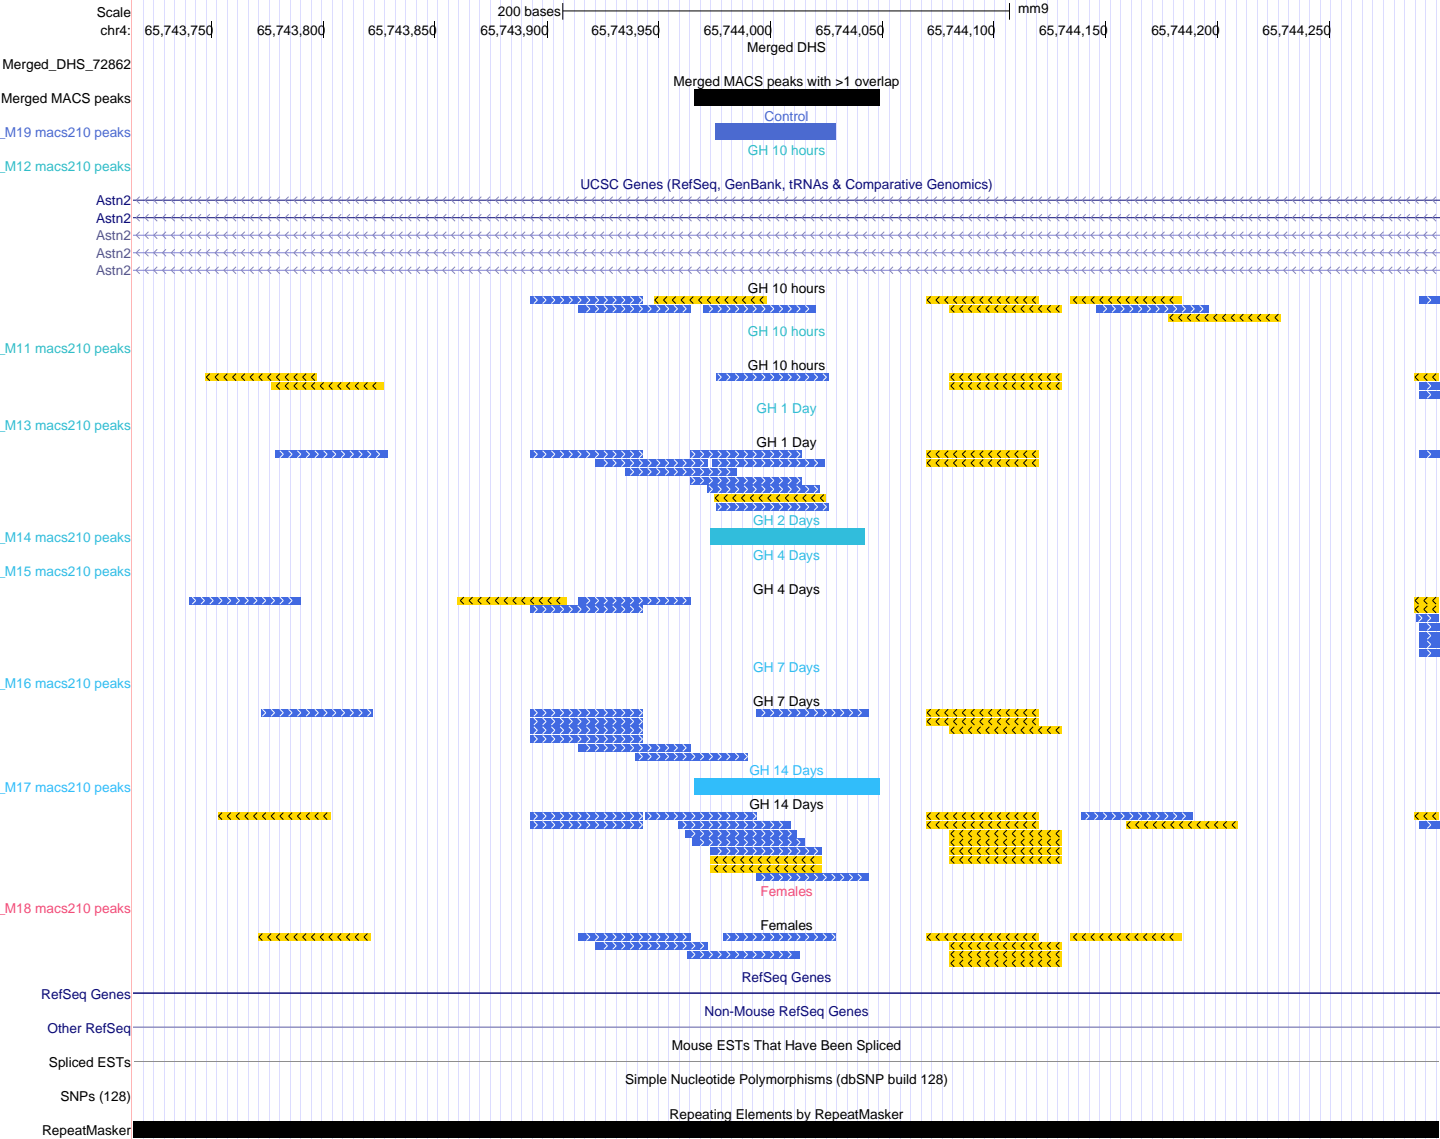 Scale 200 bases mm9
chr4: 65,743,750 65,743,800 65,743,850 65,743,900 65,743,950 65,744,000 65,744,050 65,744,100 65,744,150 65,744,200 65,744,250
Merged DHS
Merged_DHS_72862
Merged MACS peaks with >1 overlap
Merged MACS peaks
Control
_M19 macs210 peaks
GH 10 hours
_M12 macs210 peaks
UCSC Genes (RefSeq, GenBank, tRNAs & Comparative Genomics)
Astn2
Astn2
Astn2
Astn2
Astn2
GH 10 hours
GH 10 hours
_M11 macs210 peaks
GH 10 hours
GH 1 Day
_M13 macs210 peaks
GH 1 Day
GH 2 Days
_M14 macs210 peaks
GH 4 Days
_M15 macs210 peaks
GH 4 Days
GH 7 Days
_M16 macs210 peaks
GH 7 Days
GH 14 Days
_M17 macs210 peaks
GH 14 Days
Females
_M18 macs210 peaks
Females
RefSeq Genes
RefSeq Genes
Non-Mouse RefSeq Genes
Other RefSeq
Mouse ESTs That Have Been Spliced
Spliced ESTs
Simple Nucleotide Polymorphisms (dbSNP build 128)
SNPs (128)
Repeating Elements by RepeatMasker
RepeatMasker